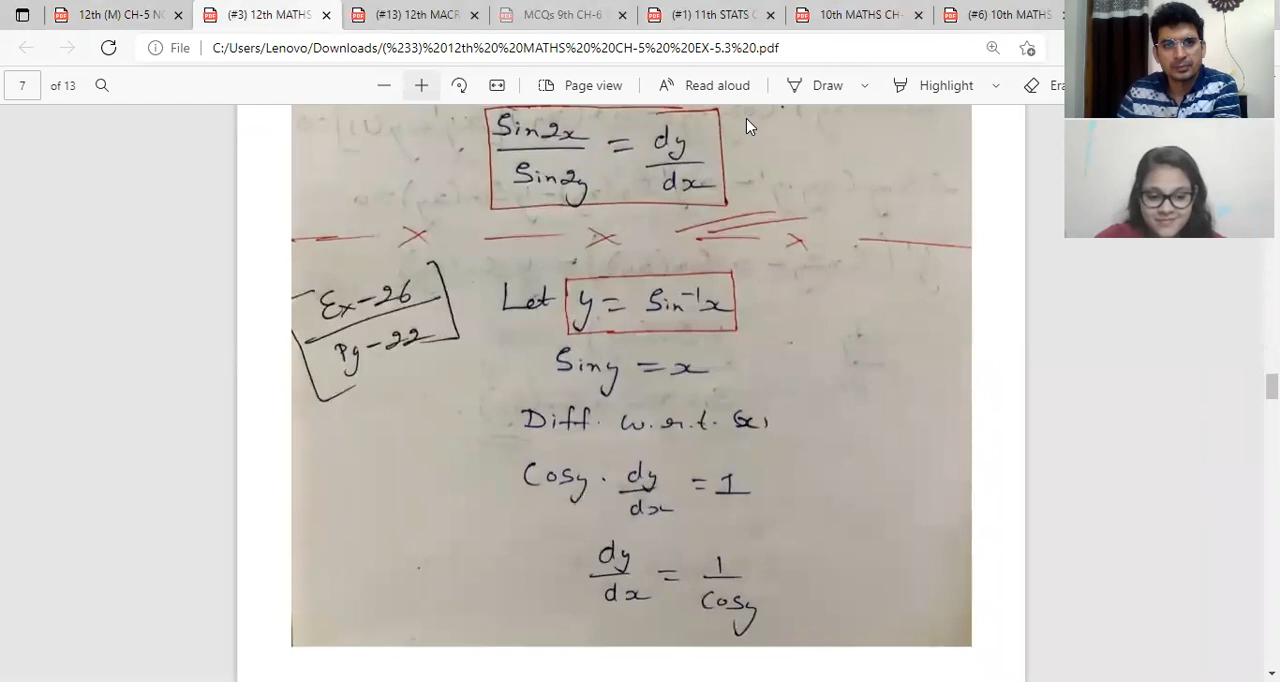 12th (M) CH-5 NC
(#3) 12th MATHS
(#13) 12th MACR
MCQs 9th CH-6
(#1) 11th STATS C
10th MATHS CH-
(#6) 10th MATHS
File C:/Users/Lenovo/Downloads/(%233)%2012th%20%20MATHS%20%20CH-5%20%20EX-5.3%20.pdf
7 of 13 Page view Read aloud Draw Highlight Era
Sin2x/Sin2y = dy/dx
Ex-26
Pg-22
Let y = Sin⁻¹x
Siny = x
Diff. w.r.t. x,
Cosy · dy/dx = 1
dy/dx = 1/Cosy